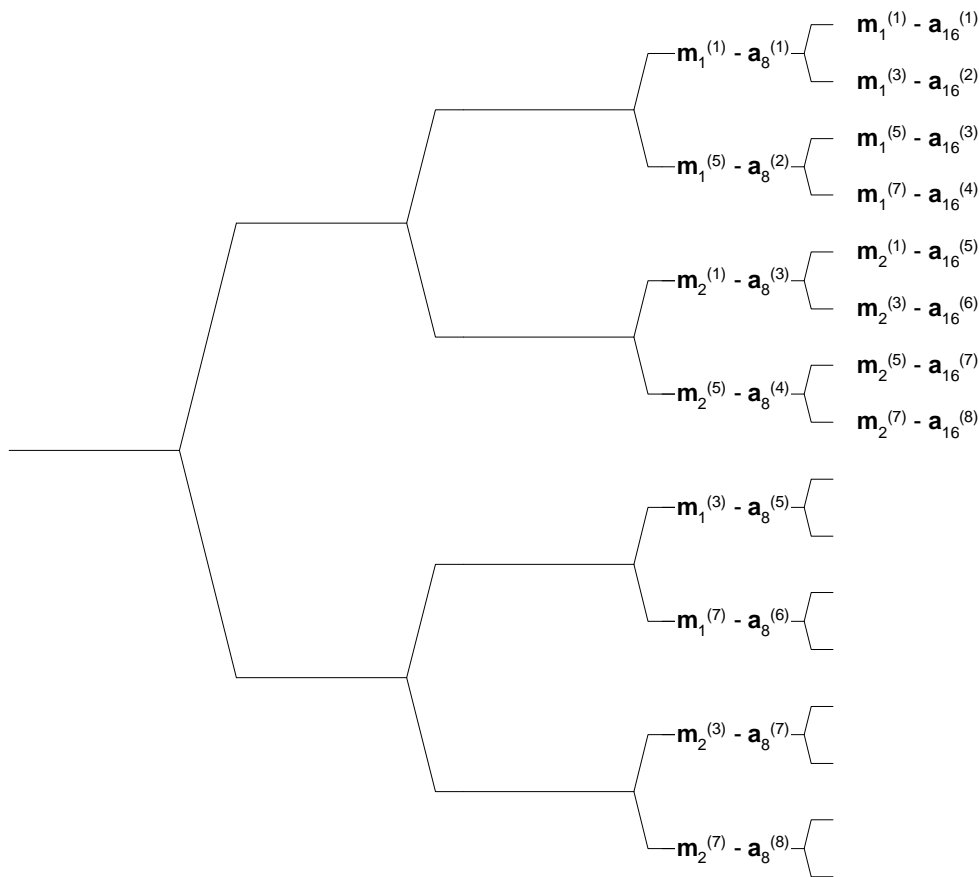 m₁⁽¹⁾ - a₁₆⁽¹⁾
m₁⁽¹⁾ - a₈⁽¹⁾
m₁⁽³⁾ - a₁₆⁽²⁾
m₁⁽⁵⁾ - a₁₆⁽³⁾
m₁⁽⁵⁾ - a₈⁽²⁾
m₁⁽⁷⁾ - a₁₆⁽⁴⁾
m₂⁽¹⁾ - a₁₆⁽⁵⁾
m₂⁽¹⁾ - a₈⁽³⁾
m₂⁽³⁾ - a₁₆⁽⁶⁾
m₂⁽⁵⁾ - a₁₆⁽⁷⁾
m₂⁽⁵⁾ - a₈⁽⁴⁾
m₂⁽⁷⁾ - a₁₆⁽⁸⁾
m₁⁽³⁾ - a₈⁽⁵⁾
m₁⁽⁷⁾ - a₈⁽⁶⁾
m₂⁽³⁾ - a₈⁽⁷⁾
m₂⁽⁷⁾ - a₈⁽⁸⁾